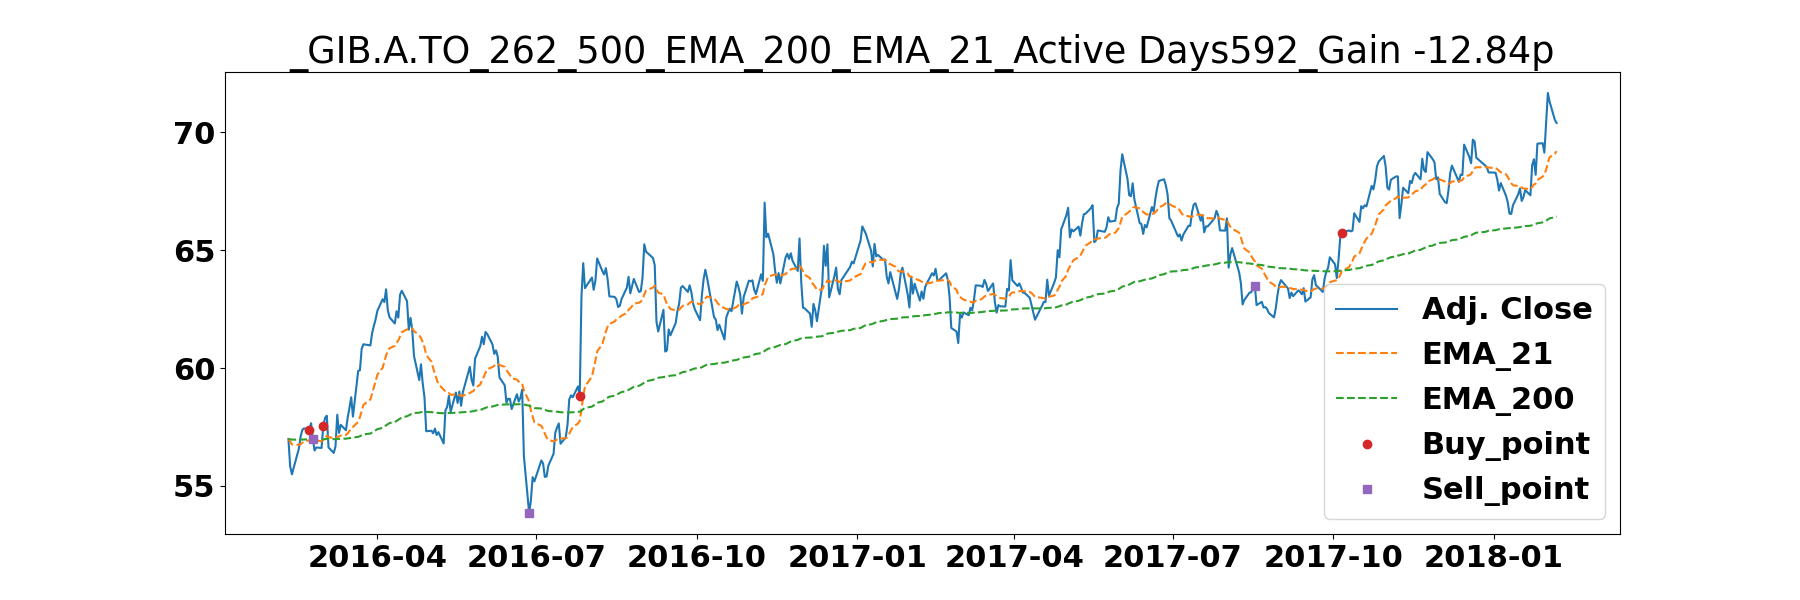 _GIB.A.TO_262_500_EMA_200_EMA_21_Active Days592_Gain -12.84p
70
65
60
55
Adj. Close
EMA_21
EMA_200
Buy_point
Sell_point
2016-04 2016-07 2016-10 2017-01 2017-04 2017-07 2017-10 2018-01